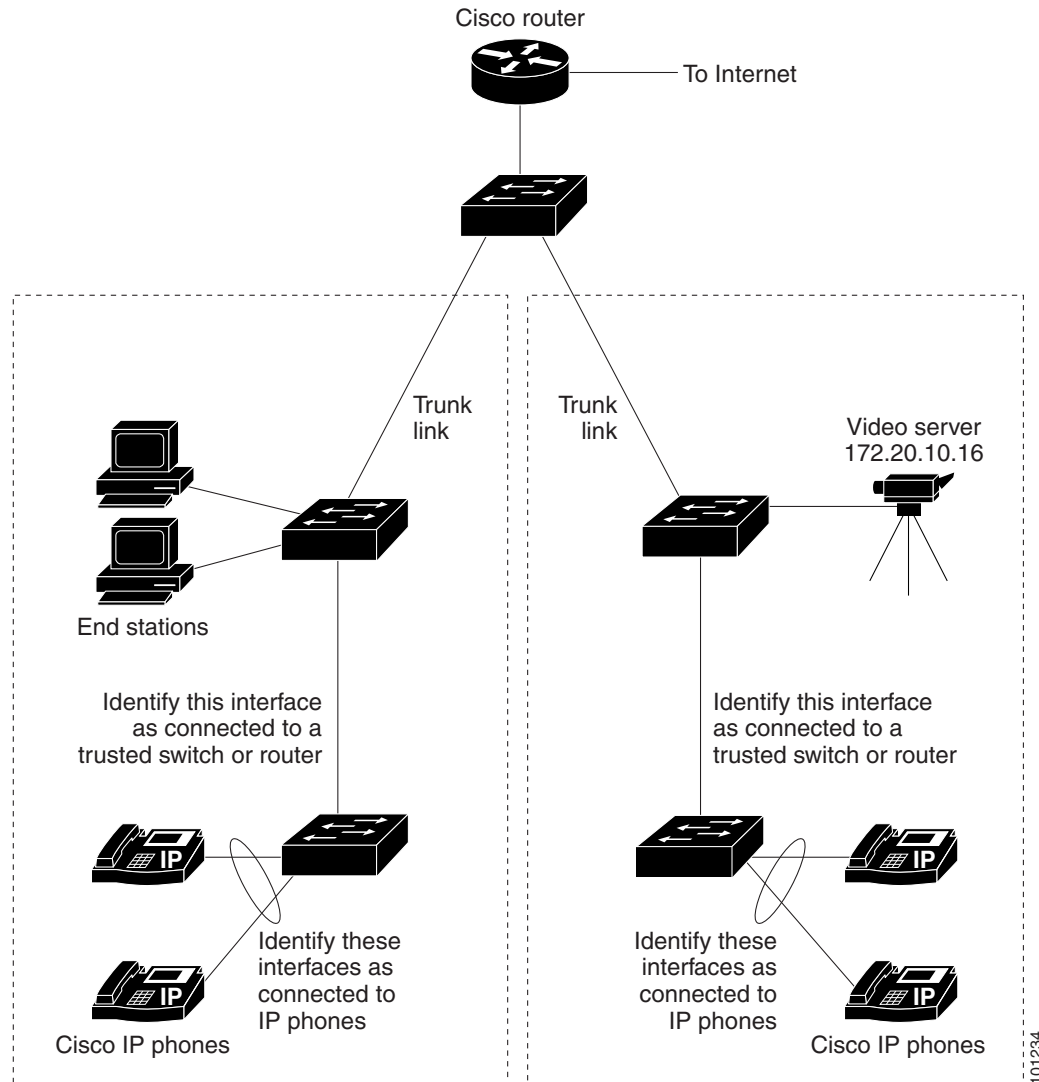 Cisco router
To Internet
Trunk
link
Trunk
link
Video server
172.20.10.16
End stations
Identify this interface
as connected to a
trusted switch or router
Identify this interface
as connected to a
trusted switch or router
IP
IP
Identify these
interfaces as
connected to
IP phones
Identify these
interfaces as
connected to
IP phones
IP
IP
Cisco IP phones
Cisco IP phones
101234